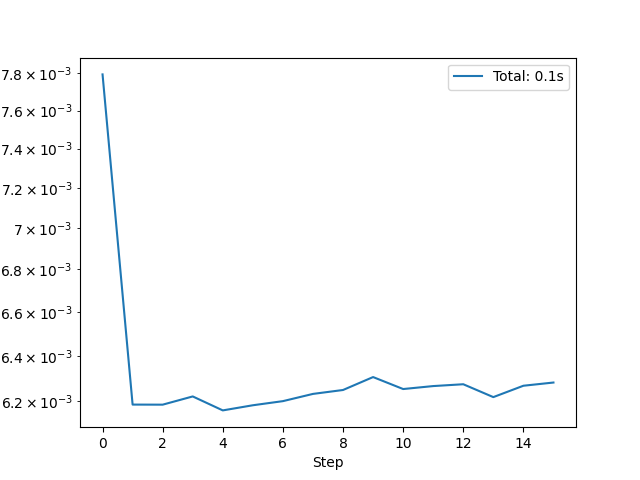 Total: 0.1s
7.8 × 10⁻³
7.6 × 10⁻³
7.4 × 10⁻³
7.2 × 10⁻³
7 × 10⁻³
6.8 × 10⁻³
6.6 × 10⁻³
6.4 × 10⁻³
6.2 × 10⁻³
0 2 4 6 8 10 12 14
Step